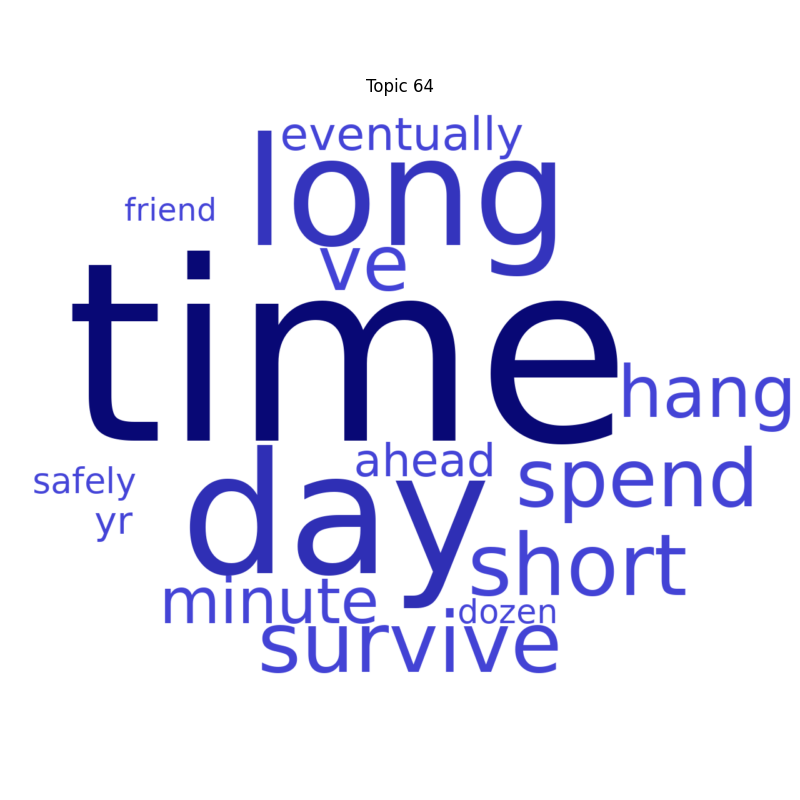 Topic 64
eventually
long
friend
ve
time
hang
ahead
safely
spend
yr
day
short
minute
dozen
survive